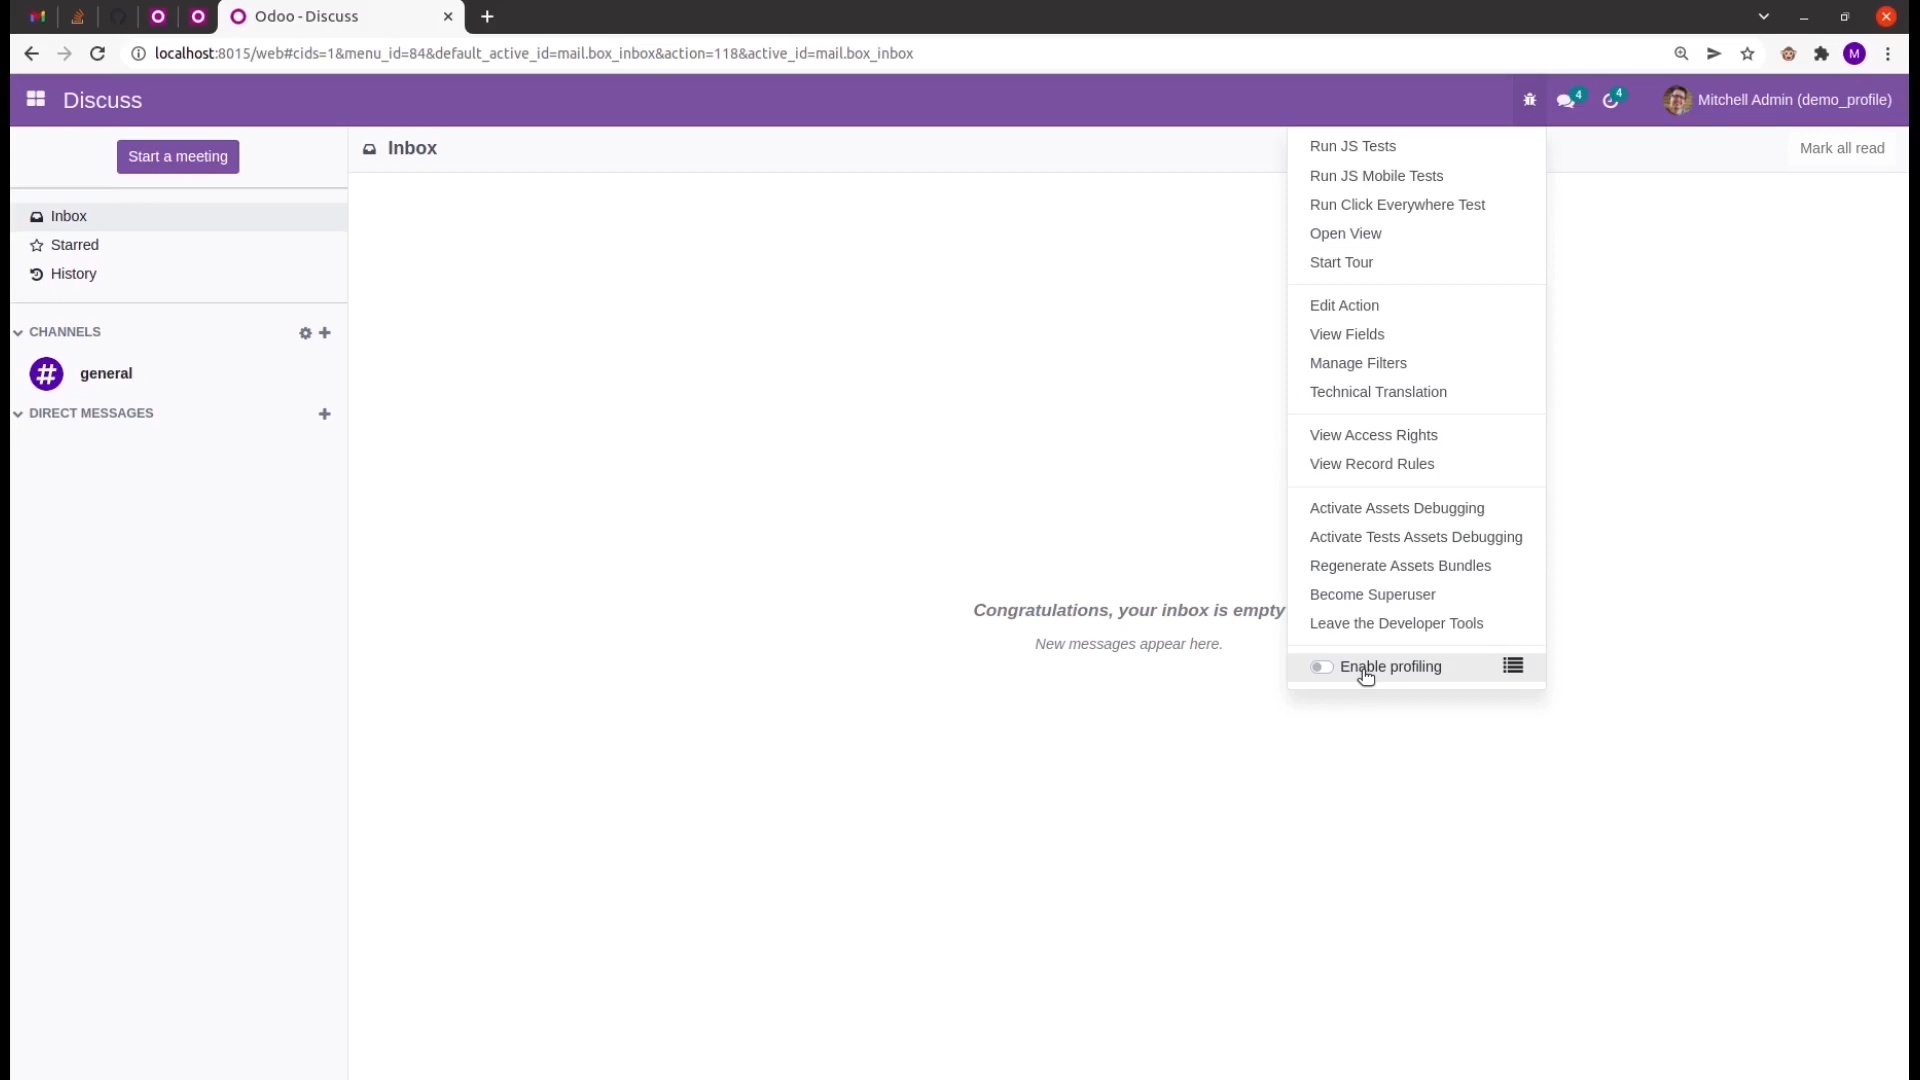 Odoo - Discuss
localhost:8015/web#cids=1&menu_id=84&default_active_id=mail.box_inbox&action=118&active_id=mail.box_inbox
M
Discuss
4
4
Mitchell Admin (demo_profile)
Start a meeting
Inbox
Mark all read
Inbox
Starred
History
CHANNELS
general
DIRECT MESSAGES
Congratulations, your inbox is empty
New messages appear here.
Run JS Tests
Run JS Mobile Tests
Run Click Everywhere Test
Open View
Start Tour
Edit Action
View Fields
Manage Filters
Technical Translation
View Access Rights
View Record Rules
Activate Assets Debugging
Activate Tests Assets Debugging
Regenerate Assets Bundles
Become Superuser
Leave the Developer Tools
Enable profiling